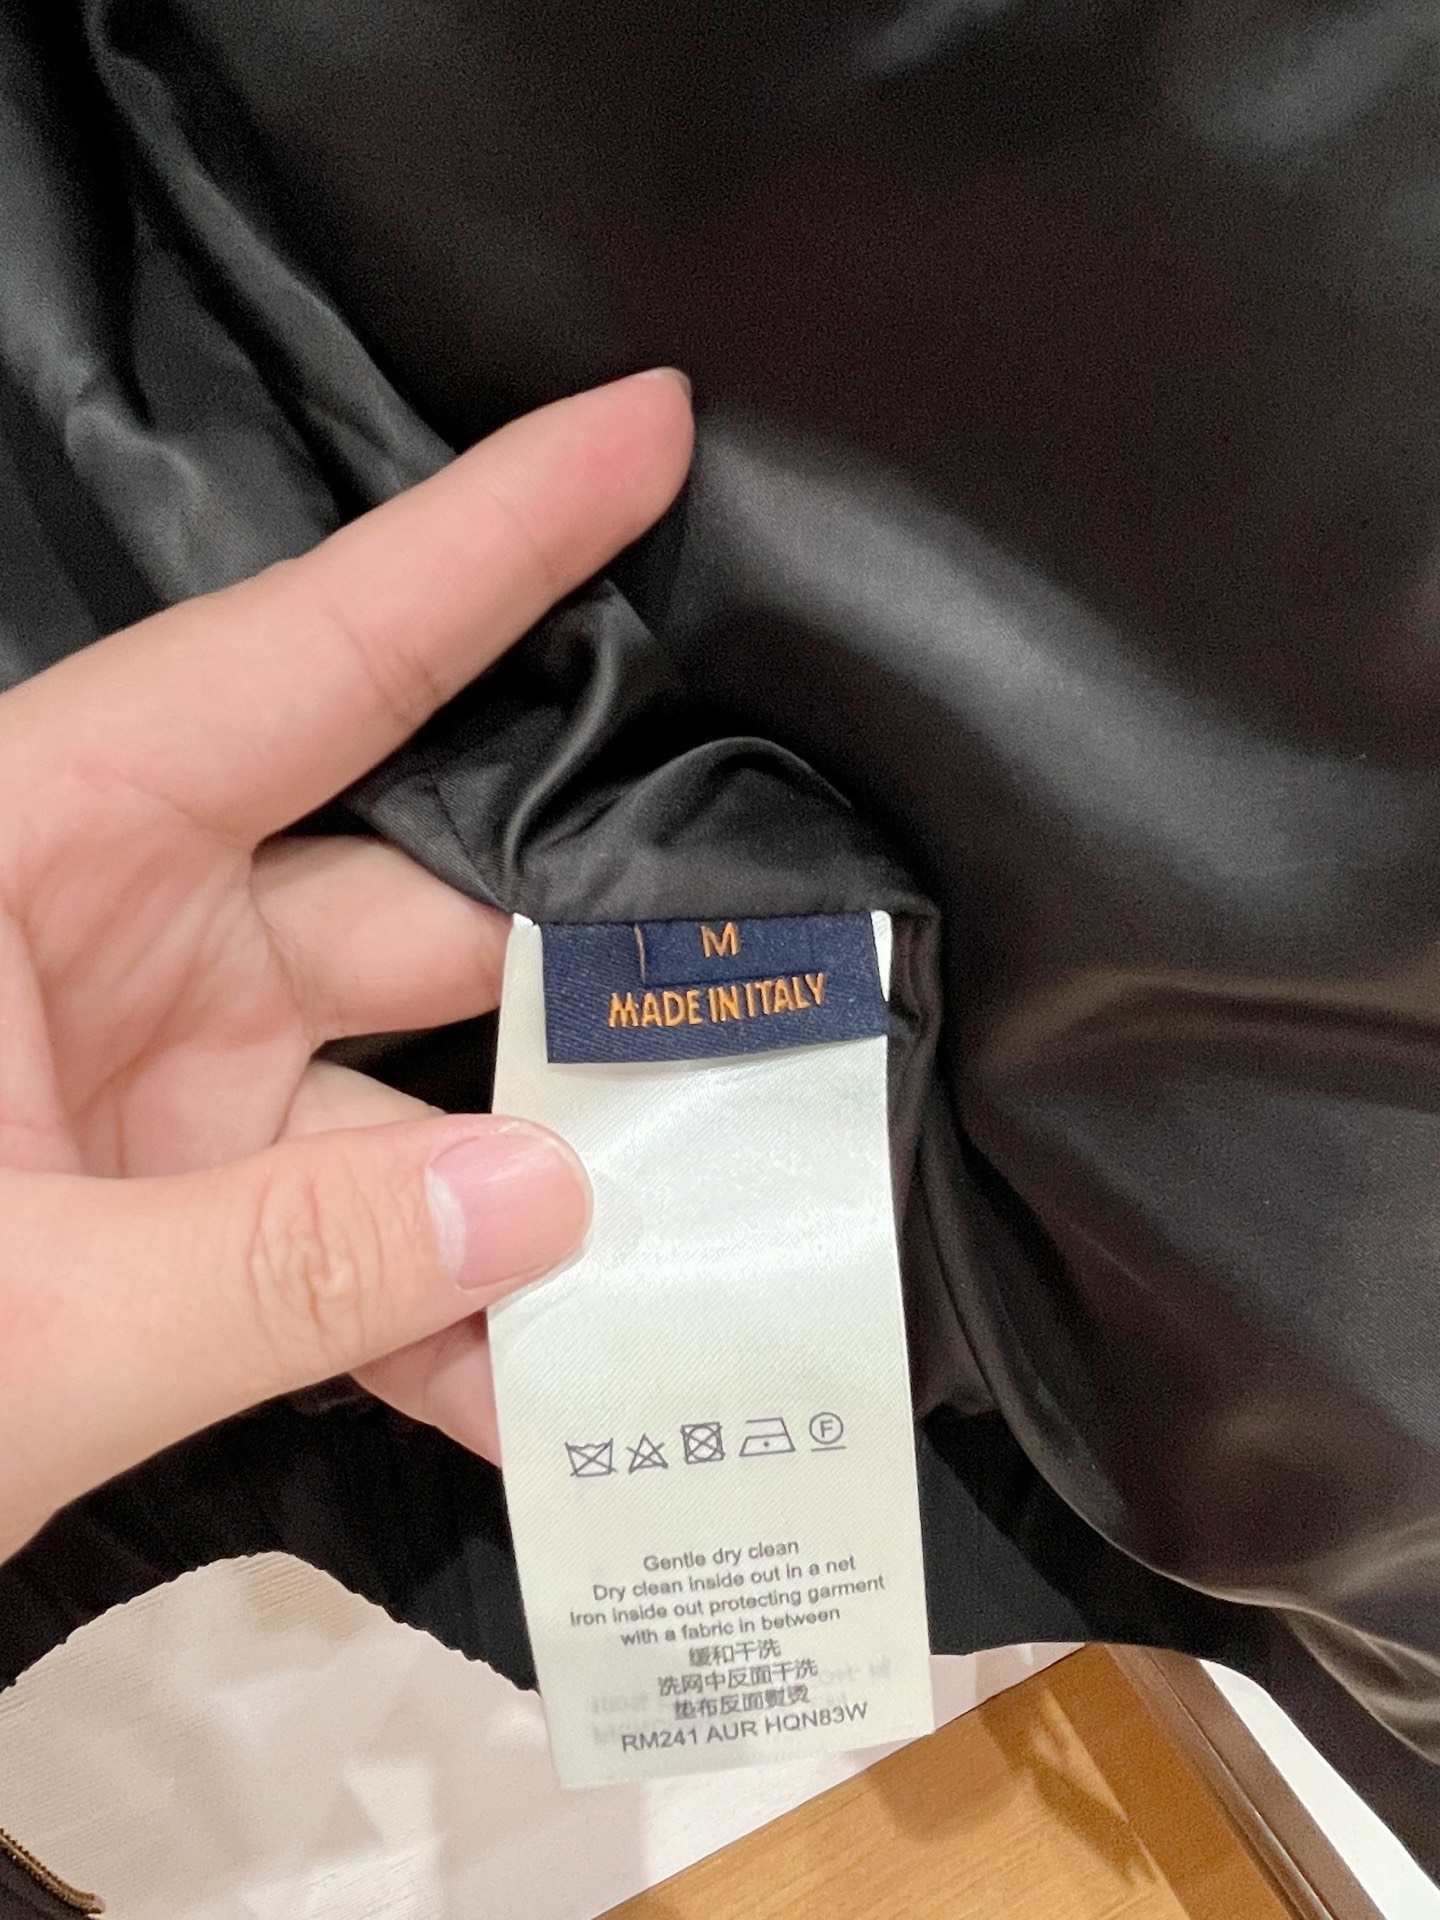 M
MADE IN ITALY
F
Gentle dry clean
Dry clean inside out in a net
Iron inside out protecting garment
with a fabric in between
缓和干洗
洗网中反面干洗
垫布反面熨烫
RM241 AUR HQN83W